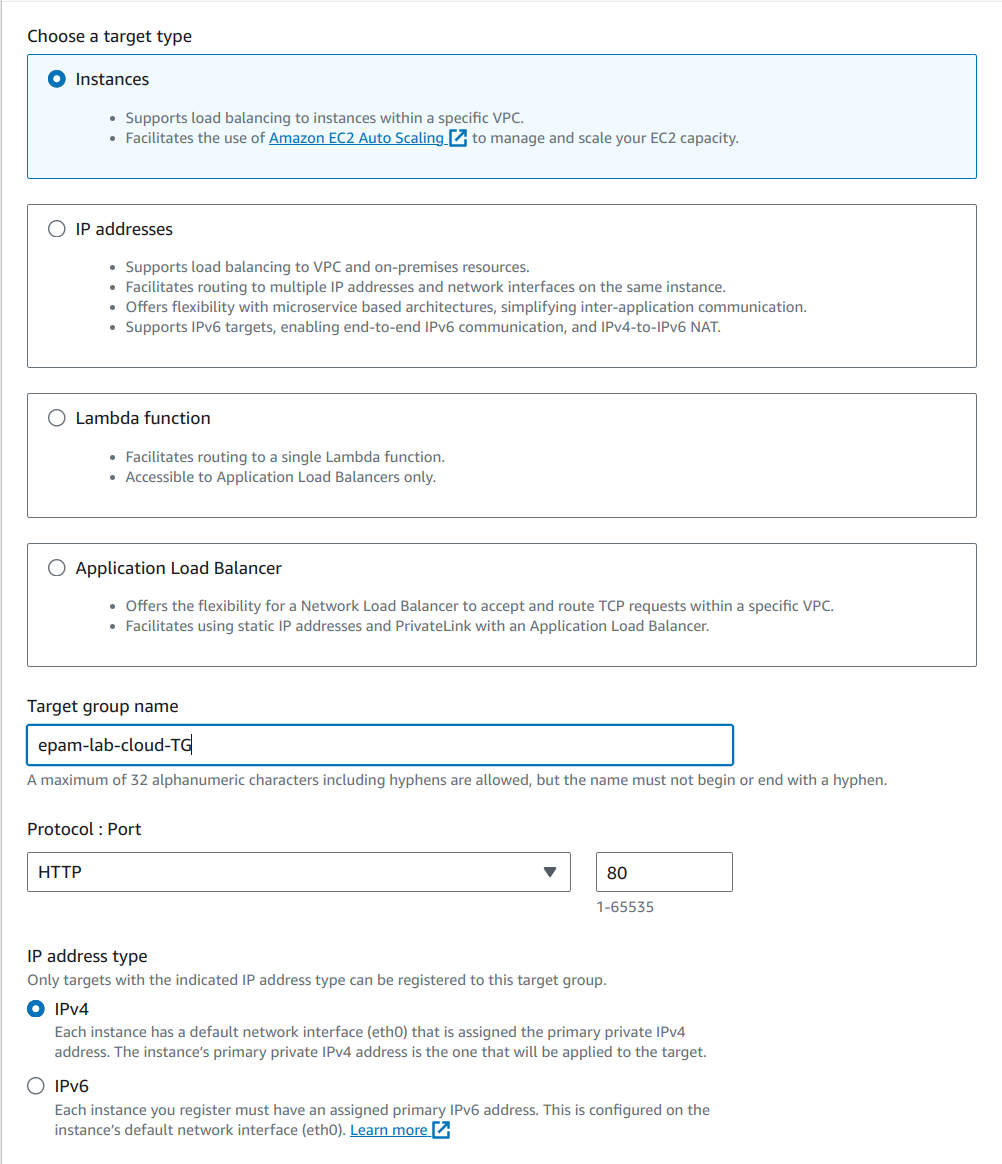 Choose a target type
Instances
Supports load balancing to instances within a specific VPC.
Facilitates the use of Amazon EC2 Auto Scaling to manage and scale your EC2 capacity.
IP addresses
Supports load balancing to VPC and on-premises resources.
Facilitates routing to multiple IP addresses and network interfaces on the same instance.
Offers flexibility with microservice based architectures, simplifying inter-application communication.
Supports IPv6 targets, enabling end-to-end IPv6 communication, and IPv4-to-IPv6 NAT.
Lambda function
Facilitates routing to a single Lambda function.
Accessible to Application Load Balancers only.
Application Load Balancer
Offers the flexibility for a Network Load Balancer to accept and route TCP requests within a specific VPC.
Facilitates using static IP addresses and PrivateLink with an Application Load Balancer.
Target group name
epam-lab-cloud-TG
A maximum of 32 alphanumeric characters including hyphens are allowed, but the name must not begin or end with a hyphen.
Protocol : Port
HTTP
80
1-65535
IP address type
Only targets with the indicated IP address type can be registered to this target group.
IPv4
Each instance has a default network interface (eth0) that is assigned the primary private IPv4
address. The instance's primary private IPv4 address is the one that will be applied to the target.
IPv6
Each instance you register must have an assigned primary IPv6 address. This is configured on the
instance's default network interface (eth0). Learn more